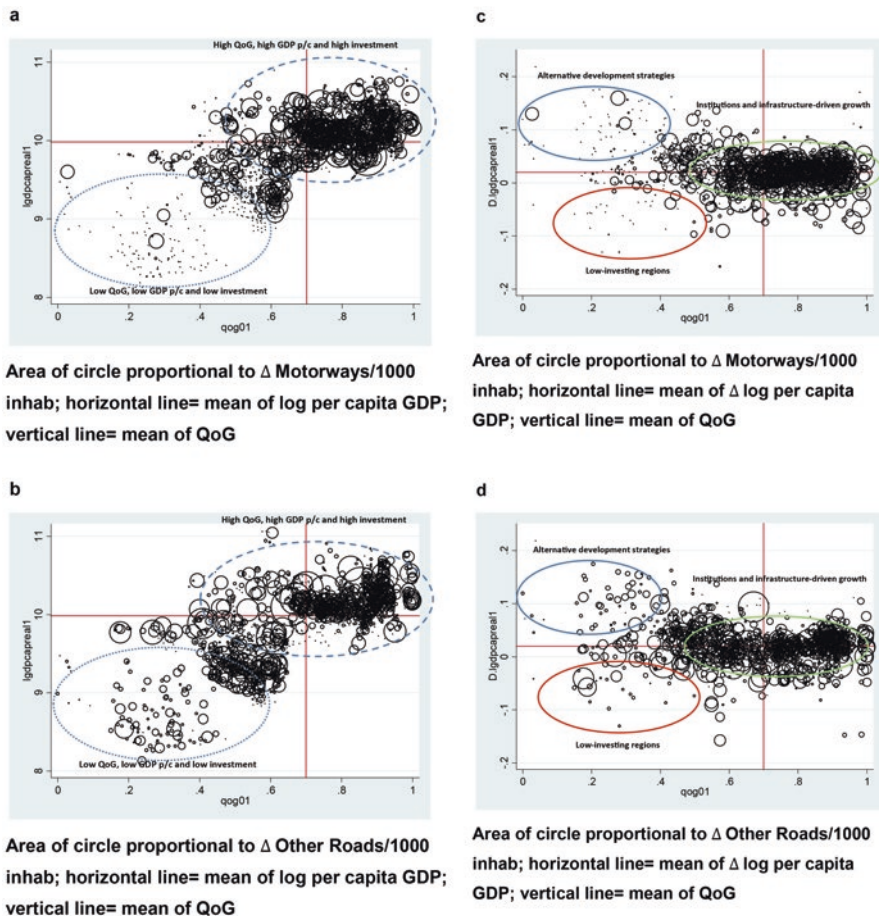 a
High QoG, high GDP p/c and high investment
lgdpcapreal1
11
10
9
8
Low QoG, low GDP p/c and low investment
0 .2 .4 .6 .8 1
qog01
Area of circle proportional to Δ Motorways/1000
inhab; horizontal line= mean of log per capita GDP;
vertical line= mean of QoG
c
Alternative development strategies
Institutions and infrastructure-driven growth
D.lgdpcapreal1
.2
.1
0
-.1
-.2
Low-investing regions
0 .2 .4 .6 .8 1
qog01
Area of circle proportional to Δ Motorways/1000
inhab; horizontal line= mean of Δ log per capita
GDP; vertical line= mean of QoG
b
High QoG, high GDP p/c and high investment
lgdpcapreal1
11
10
9
8
Low QoG, low GDP p/c and low investment
0 .2 .4 .6 .8 1
qog01
Area of circle proportional to Δ Other Roads/1000
inhab; horizontal line= mean of log per capita GDP;
vertical line= mean of QoG
d
Alternative development strategies
Institutions and infrastructure-driven growth
D.lgdpcapreal1
.2
.1
0
-.1
-.2
Low-investing regions
0 .2 .4 .6 .8 1
qog01
Area of circle proportional to Δ Other Roads/1000
inhab; horizontal line= mean of Δ log per capita
GDP; vertical line= mean of QoG